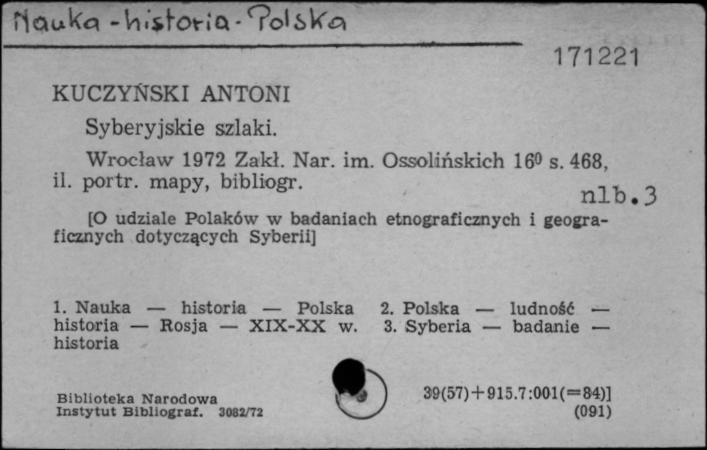 Nauka - historia - Polska
171221
KUCZYŃSKI ANTONI
Syberyjskie szlaki.
Wrocław 1972 Zakł. Nar. im. Ossolińskich 16⁰ s. 468,
il. portr. mapy, bibliogr.
nlb.3
[O udziale Polaków w badaniach etnograficznych i geogra-
ficznych dotyczących Syberii]
1. Nauka — historia — Polska 2. Polska — ludność —
historia — Rosja — XIX-XX w. 3. Syberia — badanie —
historia
Biblioteka Narodowa
Instytut Bibliograf. 3082/72
39(57)+915.7:001(=84)]
(091)